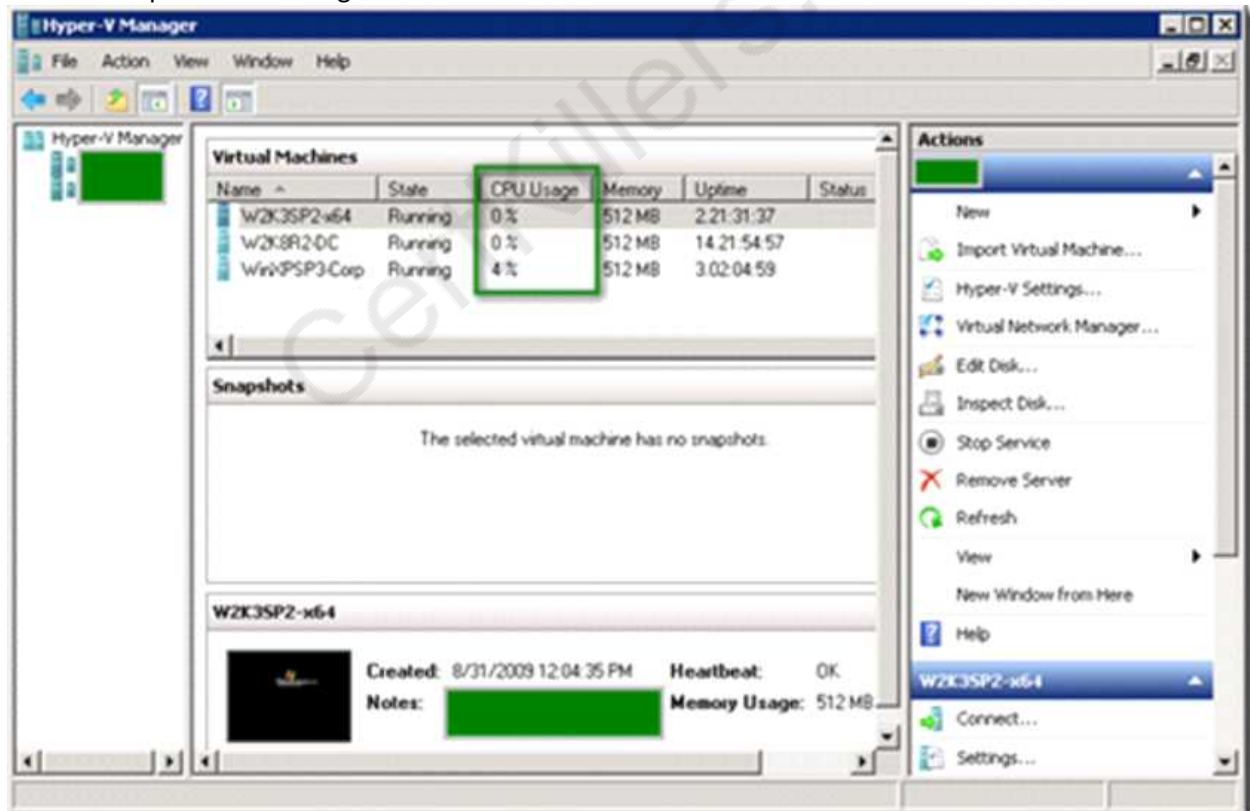 Hyper-V Manager
File Action View Window Help
Hyper-V Manager
Virtual Machines
Name State CPU Usage Memory Uptime Status
W2K3SP2-x64 Running 0 % 512 MB 2.21:31:37
W2K8R2-DC Running 0 % 512 MB 14.21:54:57
WinXPSP3-Corp Running 4 % 512 MB 3.02:04:59
Snapshots
The selected virtual machine has no snapshots.
W2K3SP2-x64
Created: 8/31/2009 12:04:35 PM Heartbeat: OK
Notes: Memory Usage: 512 MB
Actions
New
Import Virtual Machine...
Hyper-V Settings...
Virtual Network Manager...
Edit Disk...
Inspect Disk...
Stop Service
Remove Server
Refresh
View
New Window from Here
Help
W2K3SP2-x64
Connect...
Settings...
CertKillers.